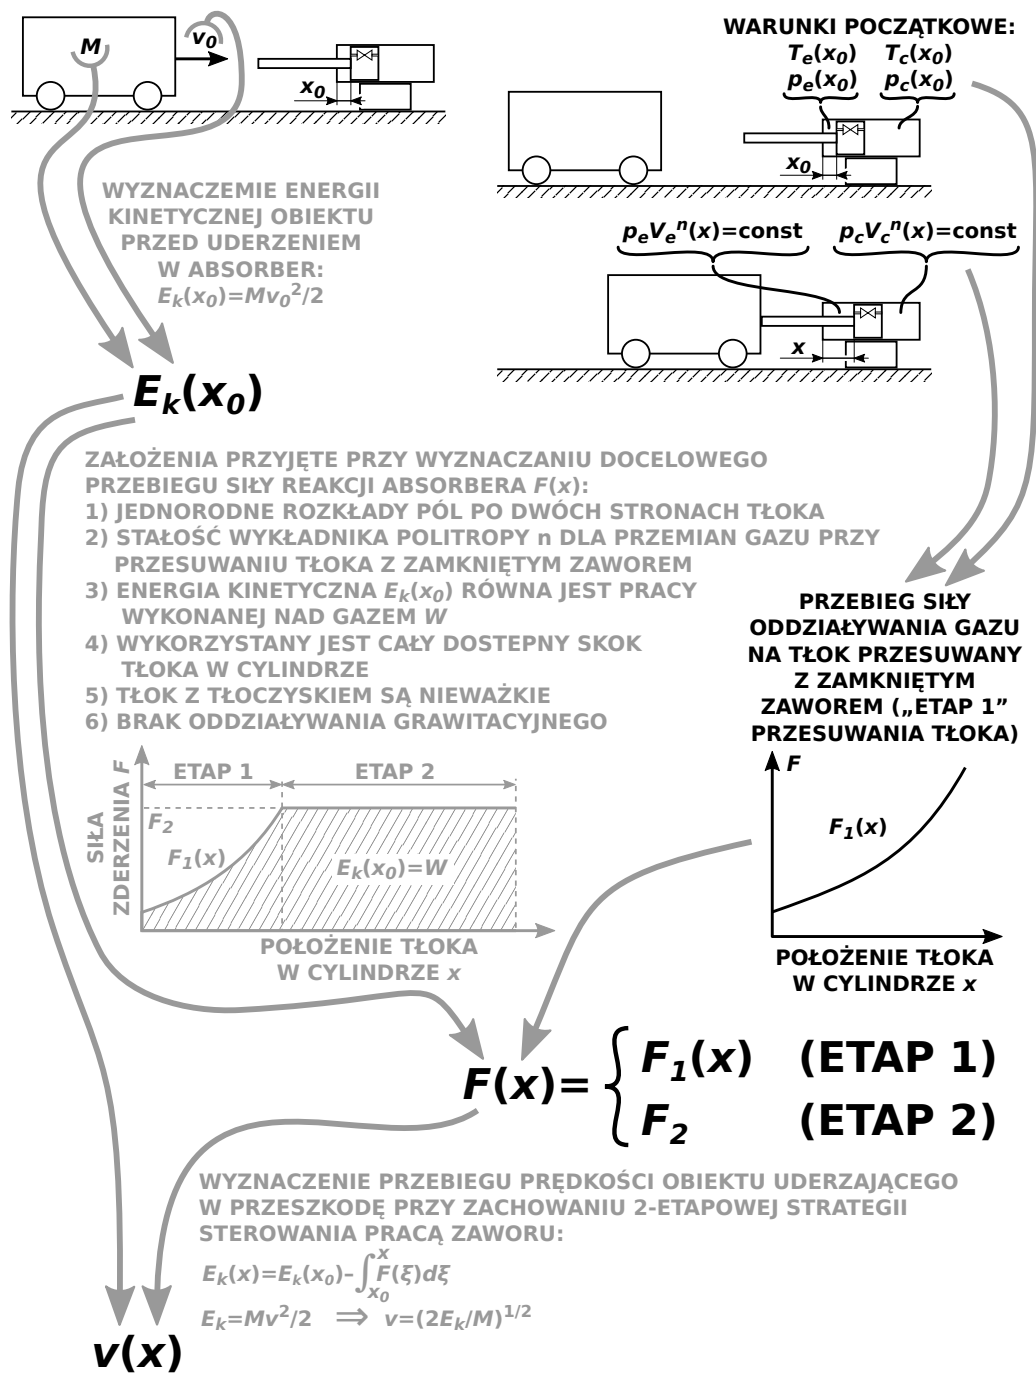 M
v₀
x₀
WARUNKI POCZĄTKOWE:
Tₑ(x₀) T꜀(x₀)
pₑ(x₀) p꜀(x₀)
x₀
WYZNACZEMIE ENERGII
KINETYCZNEJ OBIEKTU
PRZED UDERZENIEM
W ABSORBER:
Eₖ(x₀)=Mv₀²/2
pₑVₑⁿ(x)=const p꜀V꜀ⁿ(x)=const
x
Eₖ(x₀)
ZAŁOŻENIA PRZYJĘTE PRZY WYZNACZANIU DOCELOWEGO
PRZEBIEGU SIŁY REAKCJI ABSORBERA F(x):
1) JEDNORODNE ROZKŁADY PÓL PO DWÓCH STRONACH TŁOKA
2) STAŁOŚĆ WYKŁADNIKA POLITROPY n DLA PRZEMIAN GAZU PRZY
PRZESUWANIU TŁOKA Z ZAMKNIĘTYM ZAWOREM
3) ENERGIA KINETYCZNA Eₖ(x₀) RÓWNA JEST PRACY
WYKONANEJ NAD GAZEM W
4) WYKORZYSTANY JEST CAŁY DOSTEPNY SKOK
TŁOKA W CYLINDRZE
5) TŁOK Z TŁOCZYSKIEM SĄ NIEWAŻKIE
6) BRAK ODDZIAŁYWANIA GRAWITACYJNEGO
PRZEBIEG SIŁY
ODDZIAŁYWANIA GAZU
NA TŁOK PRZESUWANY
Z ZAMKNIĘTYM
ZAWOREM („ETAP 1”
PRZESUWANIA TŁOKA)
SIŁA
ZDERZENIA F
ETAP 1 ETAP 2
F₂
F₁(x)
Eₖ(x₀)=W
POŁOŻENIE TŁOKA
W CYLINDRZE x
F
F₁(x)
POŁOŻENIE TŁOKA
W CYLINDRZE x
F(x)={
F₁(x) (ETAP 1)
F₂ (ETAP 2)
WYZNACZENIE PRZEBIEGU PRĘDKOŚCI OBIEKTU UDERZAJĄCEGO
W PRZESZKODĘ PRZY ZACHOWANIU 2-ETAPOWEJ STRATEGII
STEROWANIA PRACĄ ZAWORU:
Eₖ(x)=Eₖ(x₀)–∫ₓ₀ˣF(ξ)dξ
Eₖ=Mv²/2 ⇒ v=(2Eₖ/M)¹ᐟ²
v(x)